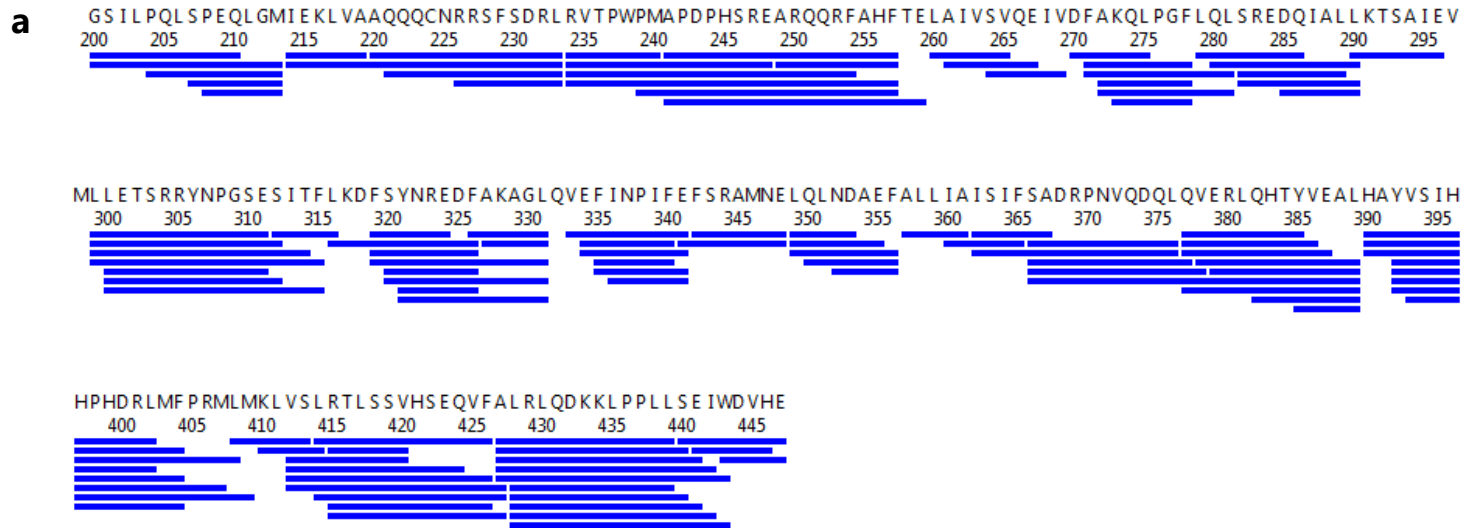 a
GSILPQLSPEQLGMIEKLVAAQQQCNRRSFSDRLRVTPWPMAPDPHSREARQQRFAHFTELAIVSVQEIVDFAKQLPGFLQLSREDQIALLKTSAIEV
200 205 210 215 220 225 230 235 240 245 250 255 260 265 270 275 280 285 290 295
MLLETSRRYNPGSESITFLKDFSYNREDFAKAGLQVEFINPIFEFSRAMNELQLNDAEFALLIAISIFSADRPNVQDQLQVERLQHTYVEALHAYVSIH
300 305 310 315 320 325 330 335 340 345 350 355 360 365 370 375 380 385 390 395
HPHDRLMFPRMLMKLVSLRTLSSVHSEQVFALRLQDKKLPPLLSEIWDVHE
400 405 410 415 420 425 430 435 440 445